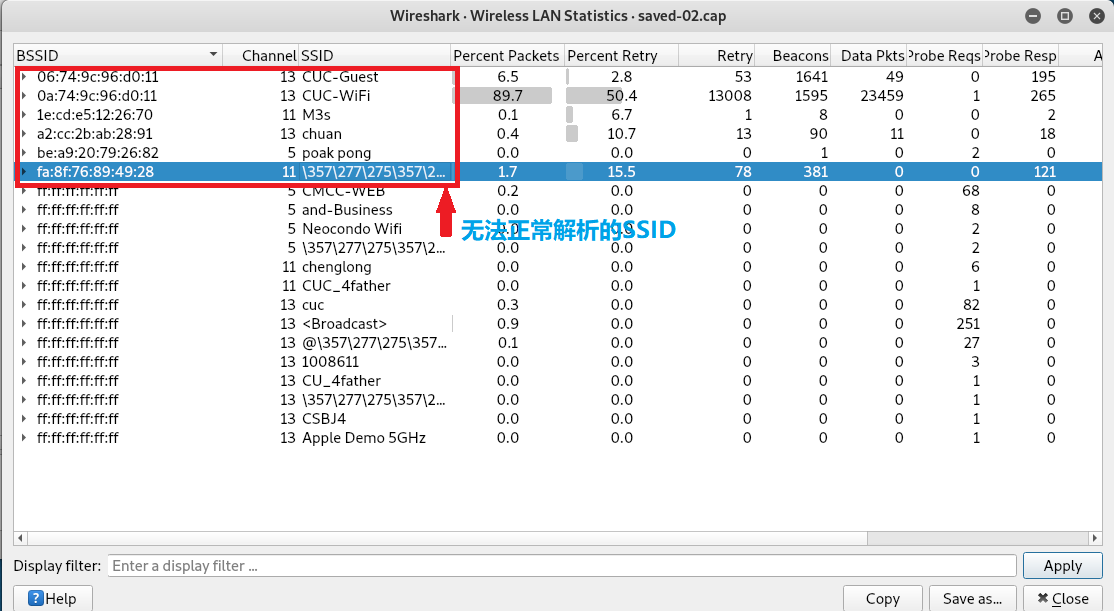 Wireshark · Wireless LAN Statistics · saved-02.cap
BSSID Channel SSID Percent Packets Percent Retry Retry Beacons Data Pkts Probe Reqs Probe Resp A
06:74:9c:96:d0:11 13 CUC-Guest 6.5 2.8 53 1641 49 0 195
0a:74:9c:96:d0:11 13 CUC-WiFi 89.7 50.4 13008 1595 23459 1 265
1e:cd:e5:12:26:70 11 M3s 0.1 6.7 1 8 0 0 2
a2:cc:2b:ab:28:91 13 chuan 0.4 10.7 13 90 11 0 18
be:a9:20:79:26:82 5 poak pong 0.0 0.0 0 1 0 2 0
fa:8f:76:89:49:28 11 \357\277\275\357\2... 1.7 15.5 78 381 0 0 121
ff:ff:ff:ff:ff:ff 5 CMCC-WEB 0.2 0.0 0 0 0 68 0
ff:ff:ff:ff:ff:ff 5 and-Business 0.0 0.0 0 0 0 8 0
ff:ff:ff:ff:ff:ff 5 Neocondo Wifi 0.0 0.0 0 0 0 2 0
无法正常解析的SSID
ff:ff:ff:ff:ff:ff 5 \357\277\275\357\2... 0.0 0.0 0 0 0 2 0
ff:ff:ff:ff:ff:ff 11 chenglong 0.0 0.0 0 0 0 6 0
ff:ff:ff:ff:ff:ff 11 CUC_4father 0.0 0.0 0 0 0 1 0
ff:ff:ff:ff:ff:ff 13 cuc 0.3 0.0 0 0 0 82 0
ff:ff:ff:ff:ff:ff 13 <Broadcast> 0.9 0.0 0 0 0 251 0
ff:ff:ff:ff:ff:ff 13 @\357\277\275\357... 0.1 0.0 0 0 0 27 0
ff:ff:ff:ff:ff:ff 13 1008611 0.0 0.0 0 0 0 3 0
ff:ff:ff:ff:ff:ff 13 CU_4father 0.0 0.0 0 0 0 1 0
ff:ff:ff:ff:ff:ff 13 \357\277\275\357\2... 0.0 0.0 0 0 0 1 0
ff:ff:ff:ff:ff:ff 13 CSBJ4 0.0 0.0 0 0 0 1 0
ff:ff:ff:ff:ff:ff 13 Apple Demo 5GHz 0.0 0.0 0 0 0 1 0
Display filter: Enter a display filter ... Apply
Help Copy Save as... Close